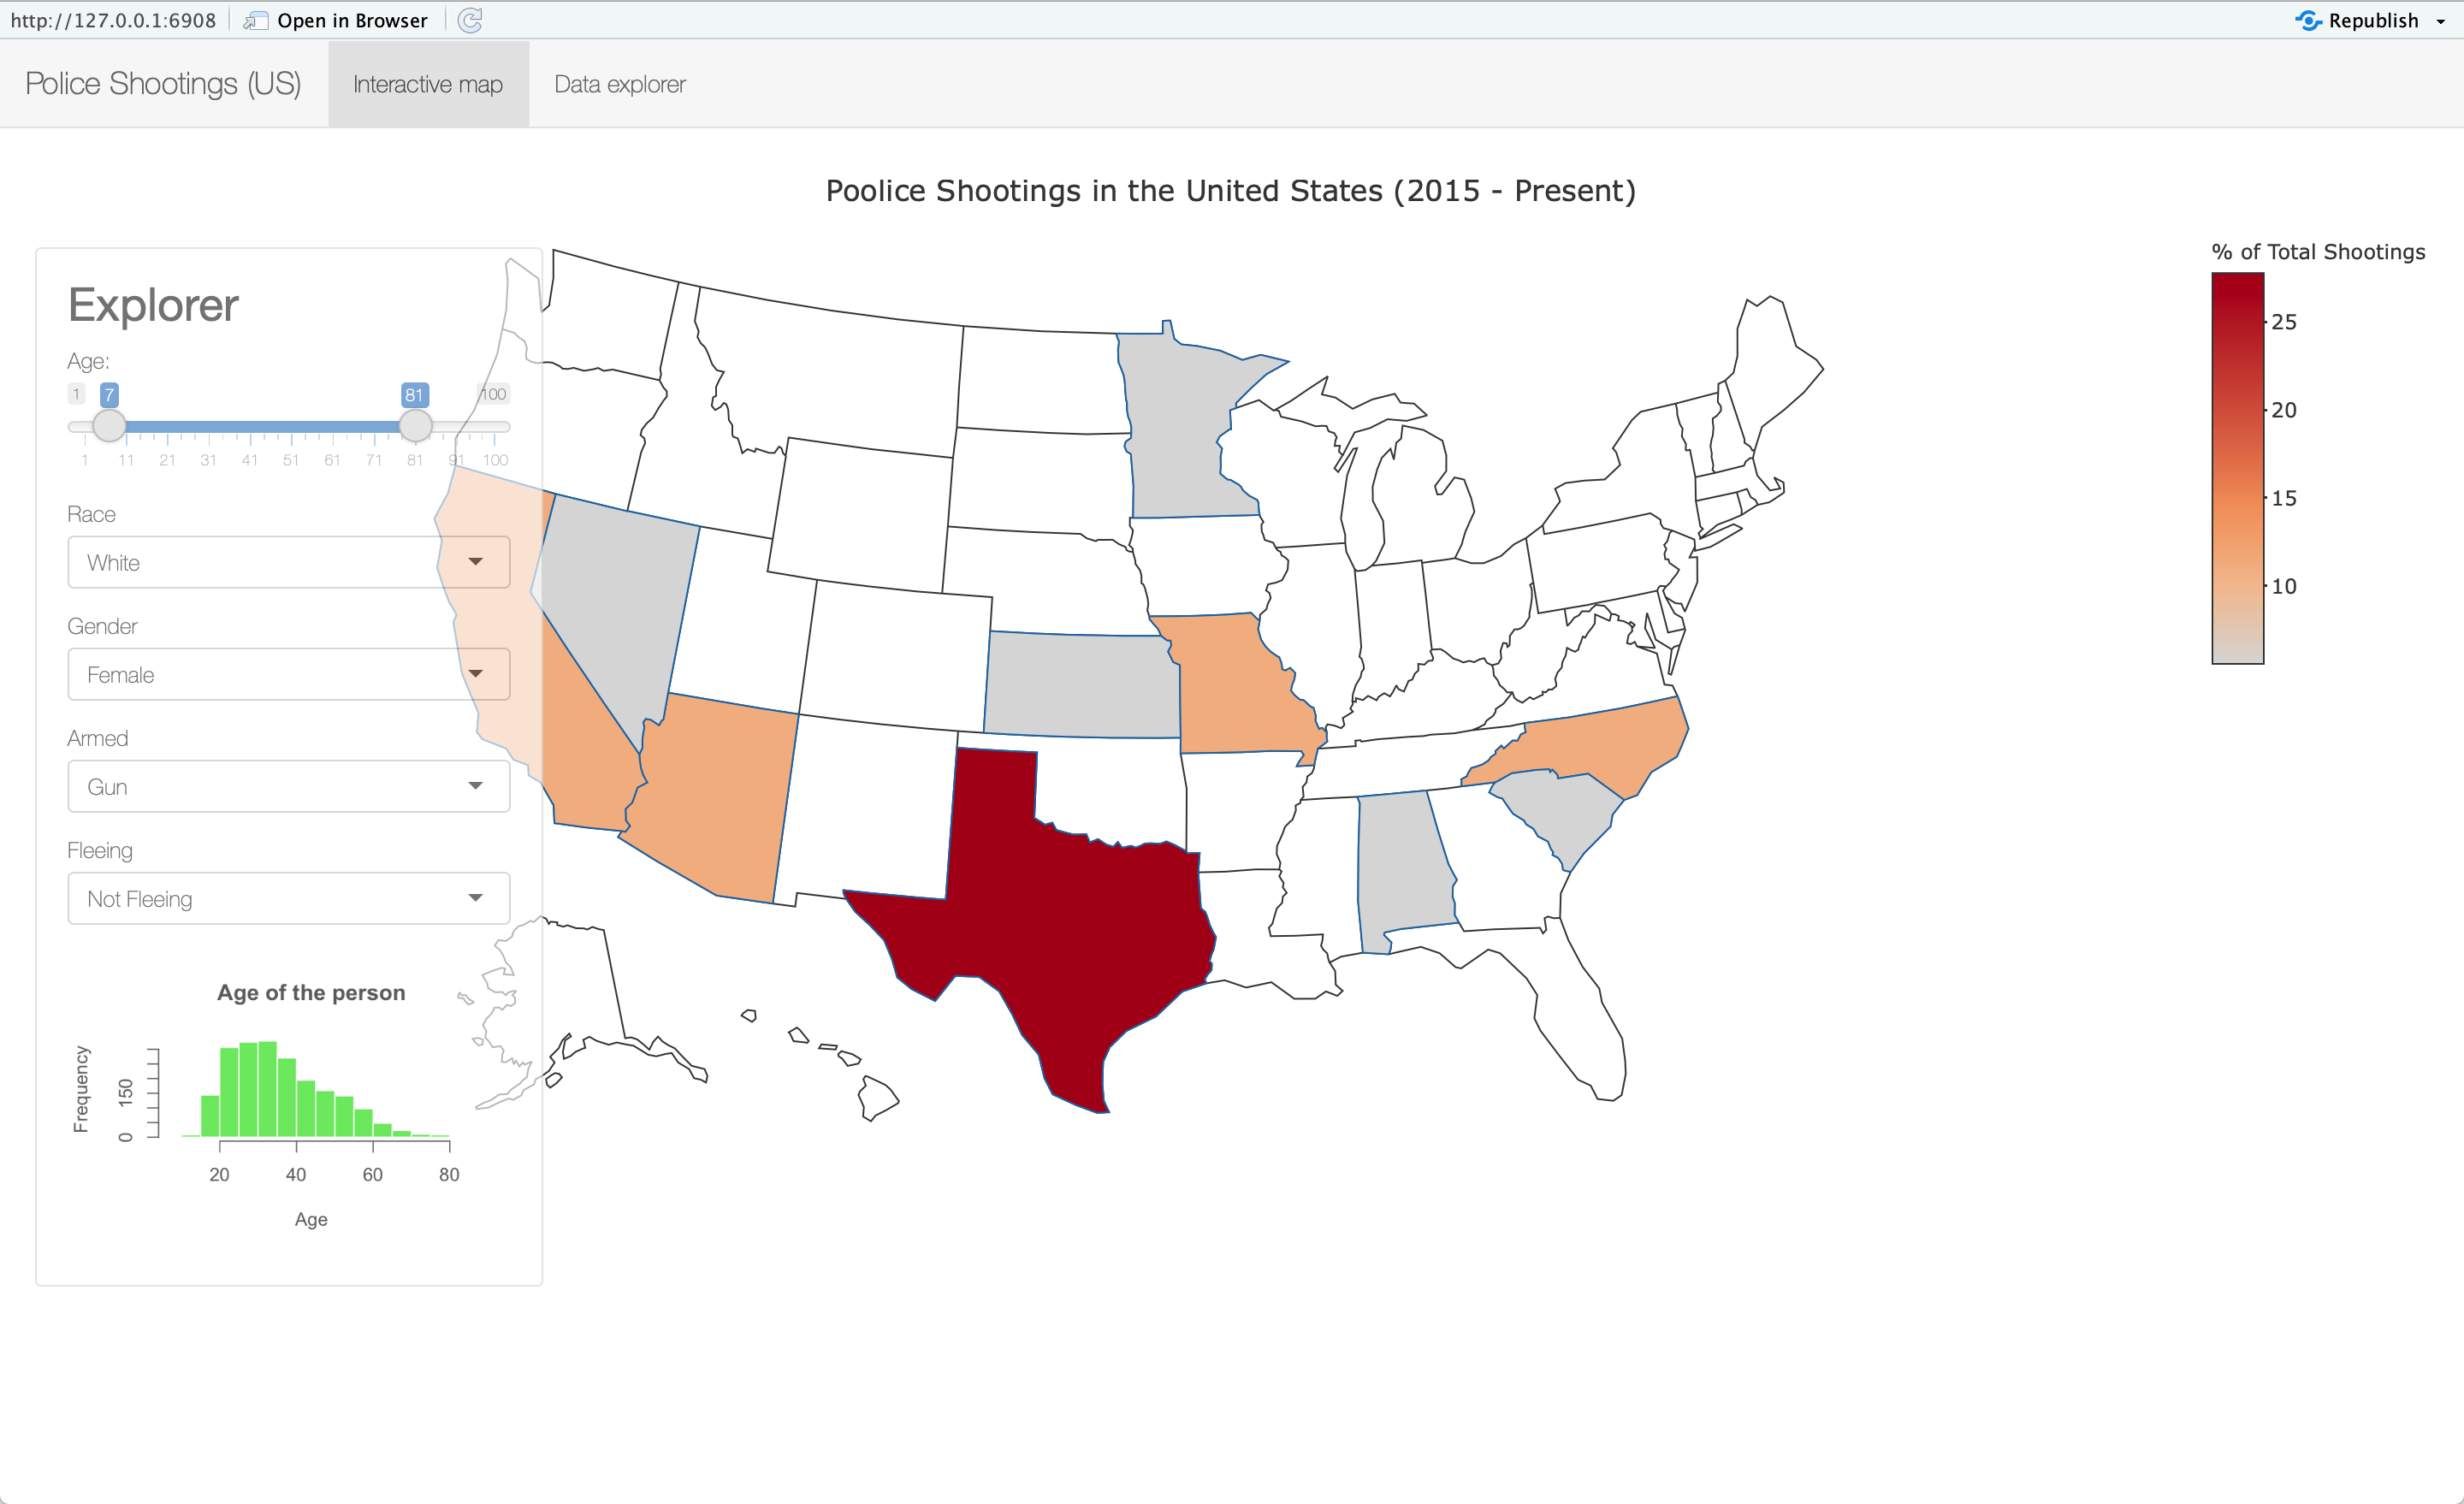 http://127.0.0.1:6908 Open in Browser Republish
Police Shootings (US) Interactive map Data explorer
Poolice Shootings in the United States (2015 - Present)
% of Total Shootings
25
20
15
10
Explorer
Age:
1 7 81 100
1 11 21 31 41 51 61 71 81 91 100
Race
White
Gender
Female
Armed
Gun
Fleeing
Not Fleeing
Age of the person
Frequency
150
0
20 40 60 80
Age